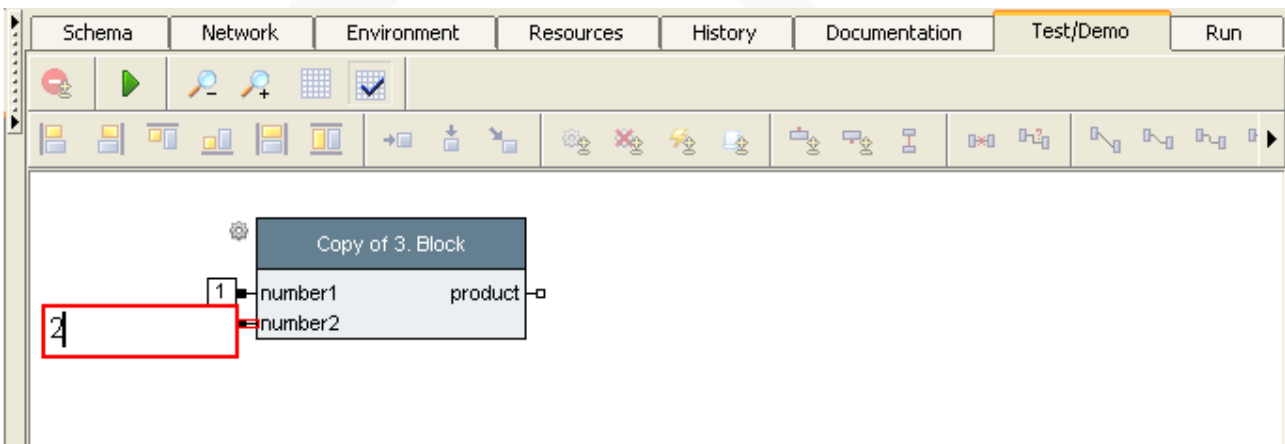 Schema Network Environment Resources History Documentation Test/Demo Run
Copy of 3. Block
1 number1 product
2 number2